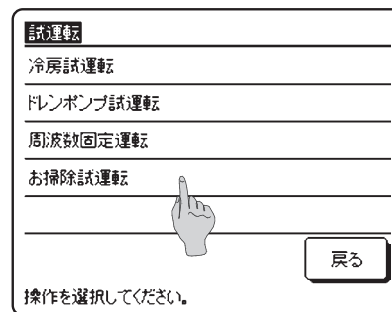 試運転
冷房試運転
ドレンポンプ試運転
周波数固定運転
お掃除試運転
戻る
操作を選択してください。